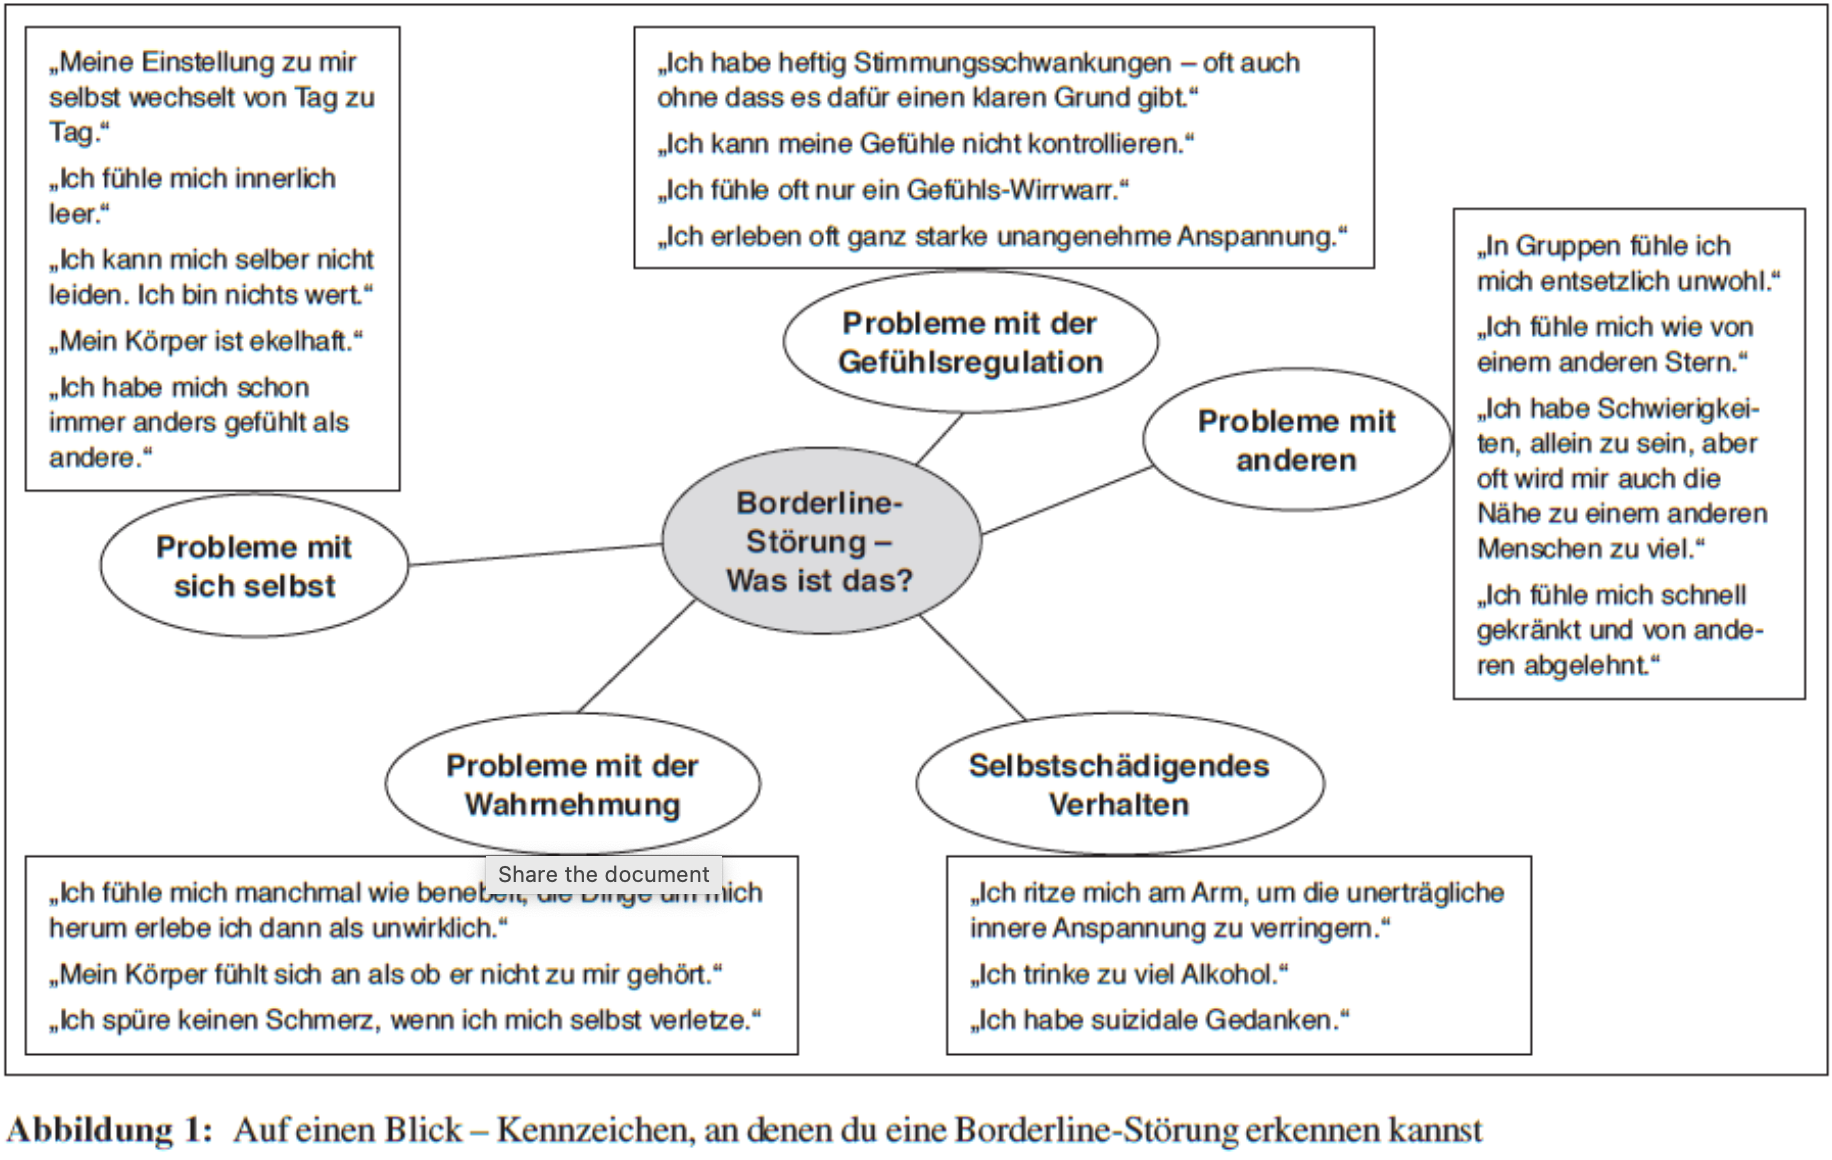 „Meine Einstellung zu mir
selbst wechselt von Tag zu
Tag.“
„Ich fühle mich innerlich
leer.“
„Ich kann mich selber nicht
leiden. Ich bin nichts wert.“
„Mein Körper ist ekelhaft.“
„Ich habe mich schon
immer anders gefühlt als
andere.“
Probleme mit
sich selbst
„Ich habe heftig Stimmungsschwankungen – oft auch
ohne dass es dafür einen klaren Grund gibt.“
„Ich kann meine Gefühle nicht kontrollieren.“
„Ich fühle oft nur ein Gefühls-Wirrwarr.“
„Ich erleben oft ganz starke unangenehme Anspannung.“
Probleme mit der
Gefühlsregulation
„In Gruppen fühle ich
mich entsetzlich unwohl.“
„Ich fühle mich wie von
einem anderen Stern.“
„Ich habe Schwierigkei-
ten, allein zu sein, aber
oft wird mir auch die
Nähe zu einem anderen
Menschen zu viel.“
„Ich fühle mich schnell
gekränkt und von ande-
ren abgelehnt.“
Probleme mit
anderen
Borderline-
Störung –
Was ist das?
Probleme mit der
Wahrnehmung
Share the document
„Ich fühle mich manchmal wie benebelt, die Dinge um mich
herum erlebe ich dann als unwirklich.“
„Mein Körper fühlt sich an als ob er nicht zu mir gehört.“
„Ich spüre keinen Schmerz, wenn ich mich selbst verletze.“
Selbstschädigendes
Verhalten
„Ich ritze mich am Arm, um die unerträgliche
innere Anspannung zu verringern.“
„Ich trinke zu viel Alkohol.“
„Ich habe suizidale Gedanken.“
Abbildung 1: Auf einen Blick – Kennzeichen, an denen du eine Borderline-Störung erkennen kannst